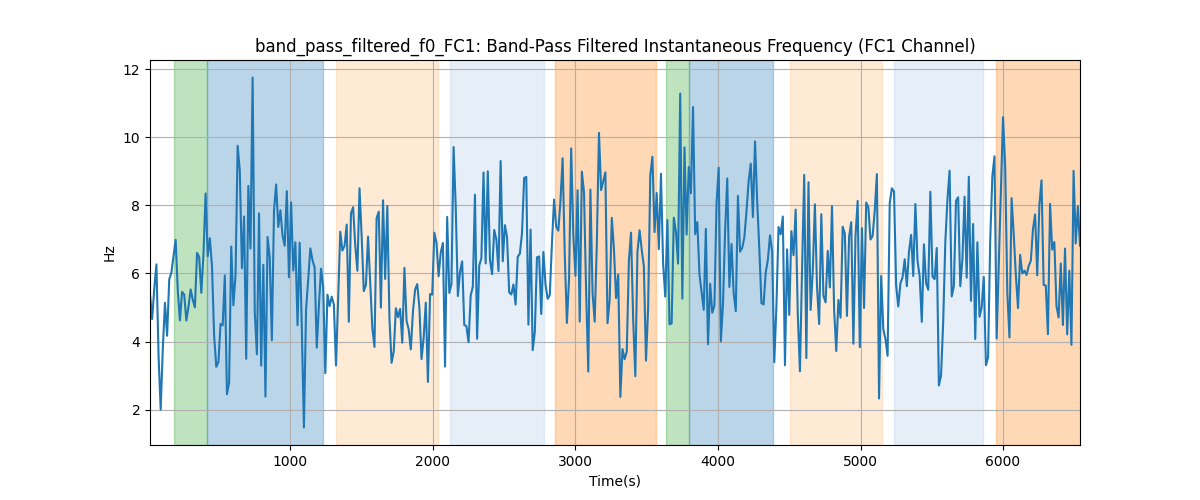 band_pass_filtered_f0_FC1: Band-Pass Filtered Instantaneous Frequency (FC1 Channel)
12
10
8
6
4
2
Hz
1000 2000 3000 4000 5000 6000
Time(s)